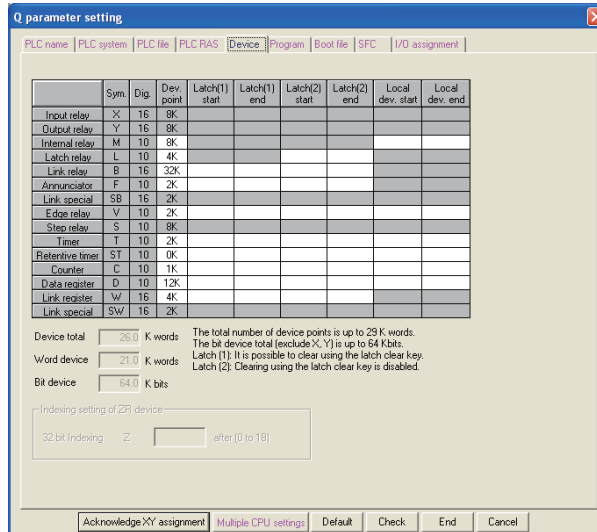 Q parameter setting
PLC name PLC system PLC file PLC RAS Device Program Boot file SFC I/O assignment
Sym. Dig. Dev. point Latch(1) start Latch(1) end Latch(2) start Latch(2) end Local dev. start Local dev. end
Input relay X 16 8K
Output relay Y 16 8K
Internal relay M 10 8K
Latch relay L 10 4K
Link relay B 16 32K
Annunciator F 10 2K
Link special SB 16 2K
Edge relay V 10 2K
Step relay S 10 8K
Timer T 10 2K
Retentive timer ST 10 0K
Counter C 10 1K
Data register D 10 12K
Link register W 16 4K
Link special SW 16 2K
Device total 26.0 K words
Word device 21.0 K words
Bit device 64.0 K bits
The total number of device points is up to 29 K words.
The bit device total (exclude X, Y) is up to 64 Kbits.
Latch (1): It is possible to clear using the latch clear key.
Latch (2): Clearing using the latch clear key is disabled.
Indexing setting of ZR device
32 bit Indexing Z after (0 to 18)
Acknowledge XY assignment Multiple CPU settings Default Check End Cancel